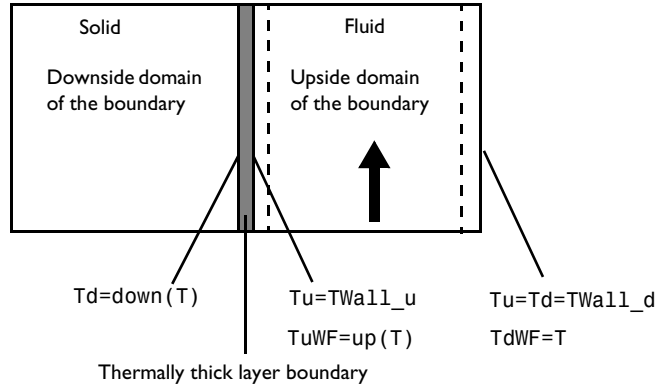 Solid
Fluid
Downside domain
of the boundary
Upside domain
of the boundary
Td=down(T)
Tu=TWall_u
TuWF=up(T)
Tu=Td=TWall_d
TdWF=T
Thermally thick layer boundary